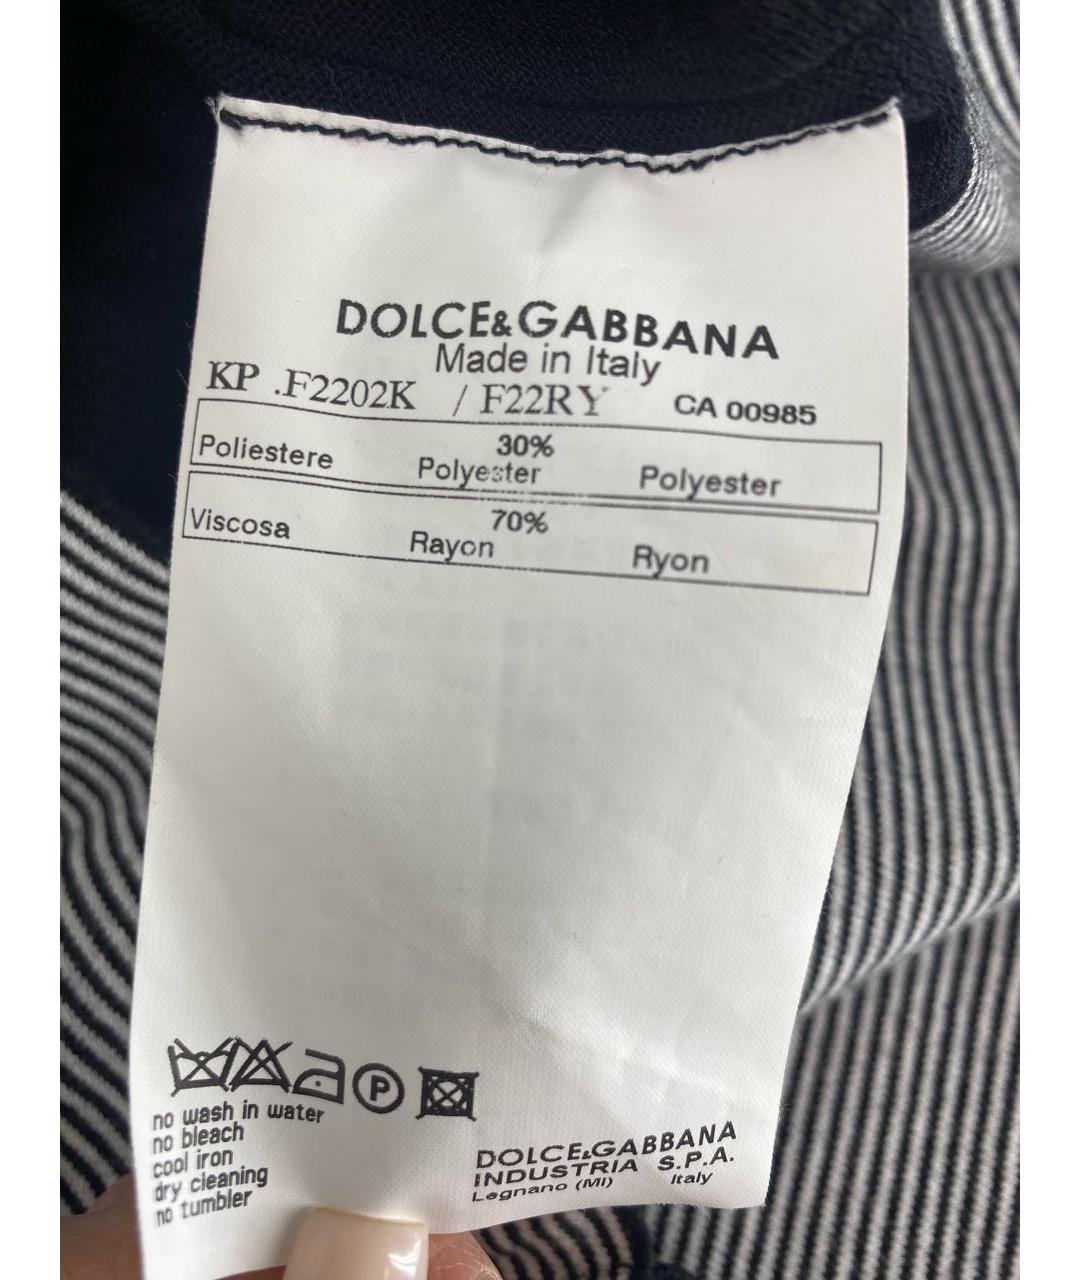 DOLCE&GABBANA
Made in Italy
KP .F2202K / F22RY CA 00985
30%
Poliestere Polyester Polyester
70%
Viscosa Rayon Ryon
P
no wash in water
no bleach
cool iron
dry cleaning
no tumbler
DOLCE&GABBANA
INDUSTRIA S.P.A.
Legnano (MI) Italy